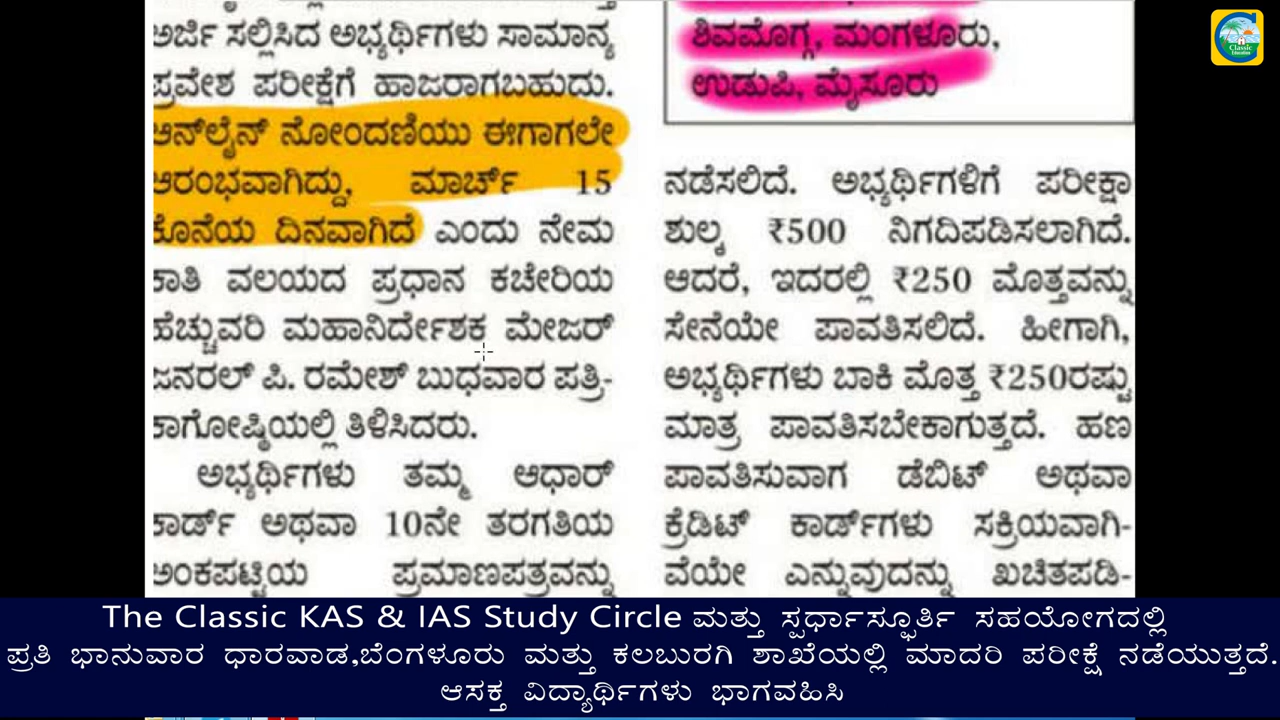 ಅರ್ಜಿ ಸಲ್ಲಿಸಿದ ಅಭ್ಯರ್ಥಿಗಳು ಸಾಮಾನ್ಯ
ಪ್ರವೇಶ ಪರೀಕ್ಷೆಗೆ ಹಾಜರಾಗಬಹುದು.
ಆನ್‌ಲೈನ್ ನೋಂದಣಿಯು ಈಗಾಗಲೇ
ಆರಂಭವಾಗಿದ್ದು, ಮಾರ್ಚ್ 15
ಕೊನೆಯ ದಿನವಾಗಿದೆ ಎಂದು ನೇಮ
ಕಾತಿ ವಲಯದ ಪ್ರಧಾನ ಕಚೇರಿಯ
ಹೆಚ್ಚುವರಿ ಮಹಾನಿರ್ದೇಶಕ ಮೇಜರ್
ಜನರಲ್ ಪಿ. ರಮೇಶ್ ಬುಧವಾರ ಪತ್ರಿ-
ಕಾಗೋಷ್ಠಿಯಲ್ಲಿ ತಿಳಿಸಿದರು.
ಅಭ್ಯರ್ಥಿಗಳು ತಮ್ಮ ಆಧಾರ್
ಕಾರ್ಡ್ ಅಥವಾ 10ನೇ ತರಗತಿಯ
ಅಂಕಪಟ್ಟಿಯ ಪ್ರಮಾಣಪತ್ರವನ್ನು
ಶಿವಮೊಗ್ಗ, ಮಂಗಳೂರು,
ಉಡುಪಿ, ಮೈಸೂರು
ನಡೆಸಲಿದೆ. ಅಭ್ಯರ್ಥಿಗಳಿಗೆ ಪರೀಕ್ಷಾ
ಶುಲ್ಕ ₹500 ನಿಗದಿಪಡಿಸಲಾಗಿದೆ.
ಆದರೆ, ಇದರಲ್ಲಿ ₹250 ಮೊತ್ತವನ್ನು
ಸೇನೆಯೇ ಪಾವತಿಸಲಿದೆ. ಹೀಗಾಗಿ,
ಅಭ್ಯರ್ಥಿಗಳು ಬಾಕಿ ಮೊತ್ತ ₹250ರಷ್ಟು
ಮಾತ್ರ ಪಾವತಿಸಬೇಕಾಗುತ್ತದೆ. ಹಣ
ಪಾವತಿಸುವಾಗ ಡೆಬಿಟ್ ಅಥವಾ
ಕ್ರೆಡಿಟ್ ಕಾರ್ಡ್‌ಗಳು ಸಕ್ರಿಯವಾಗಿ-
ವೆಯೇ ಎನ್ನುವುದನ್ನು ಖಚಿತಪಡಿ-
Classic
Education
The Classic KAS & IAS Study Circle ಮತ್ತು ಸ್ಪರ್ಧಾಸ್ಫೂರ್ತಿ ಸಹಯೋಗದಲ್ಲಿ
ಪ್ರತಿ ಭಾನುವಾರ ಧಾರವಾಡ,ಬೆಂಗಳೂರು ಮತ್ತು ಕಲಬುರಗಿ ಶಾಖೆಯಲ್ಲಿ ಮಾದರಿ ಪರೀಕ್ಷೆ ನಡೆಯುತ್ತದೆ.
ಆಸಕ್ತ ವಿದ್ಯಾರ್ಥಿಗಳು ಭಾಗವಹಿಸಿ